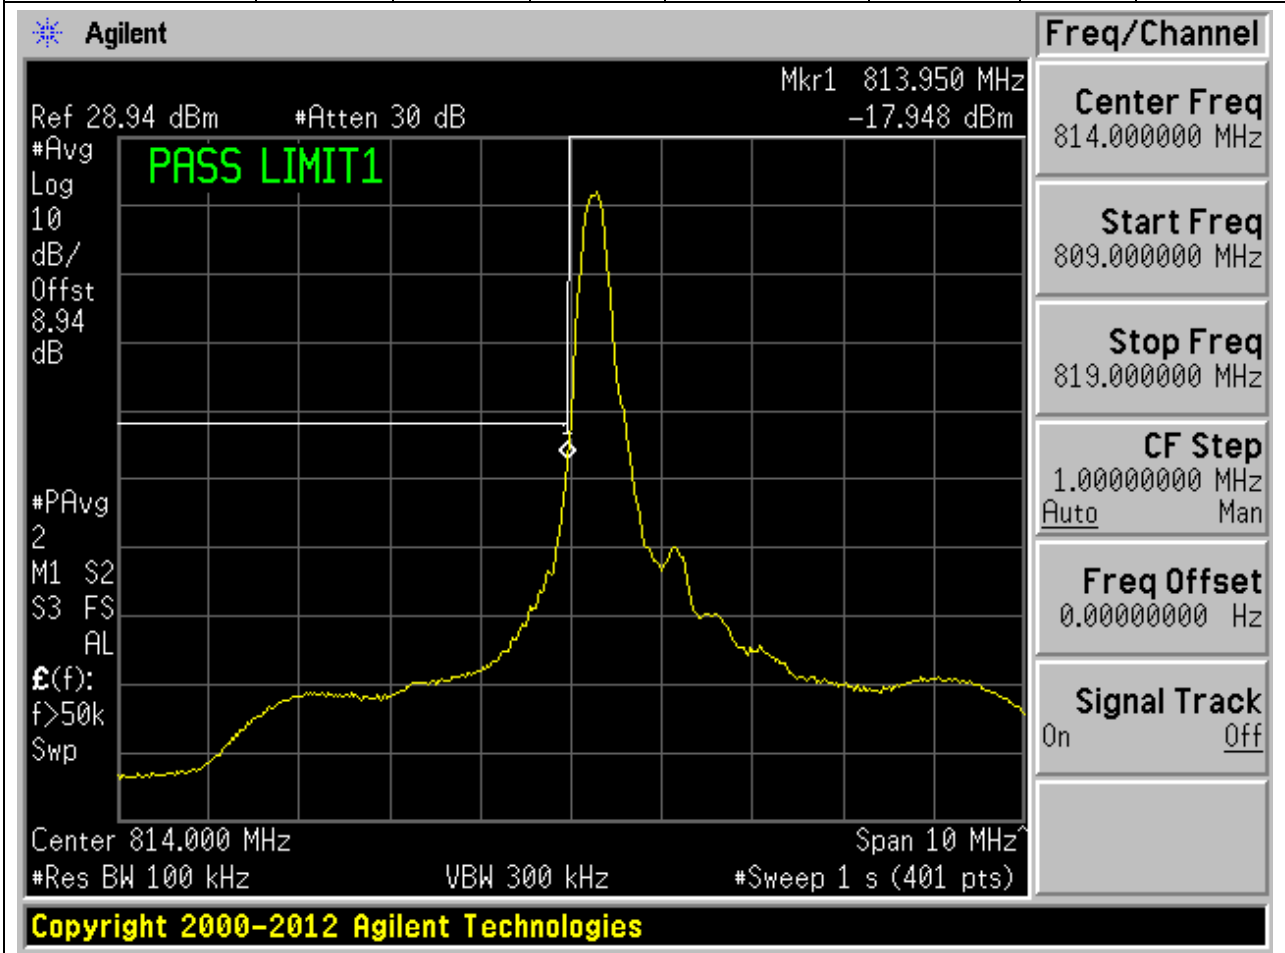 Agilent
Freq/Channel
Mkr1 813.950 MHz
Ref 28.94 dBm #Atten 30 dB -17.948 dBm
#Avg
Log
10
dB/
Offst
8.94
dB
PASS LIMIT1
1
#PAvg
2
M1 S2
S3 FS
AL
£(f):
f>50k
Swp
Center 814.000 MHz Span 10 MHz^
#Res BW 100 kHz VBW 300 kHz #Sweep 1 s (401 pts)
Center Freq
814.000000 MHz
Start Freq
809.000000 MHz
Stop Freq
819.000000 MHz
CF Step
1.00000000 MHz
Auto Man
Freq Offset
0.00000000 Hz
Signal Track
On Off
Copyright 2000-2012 Agilent Technologies